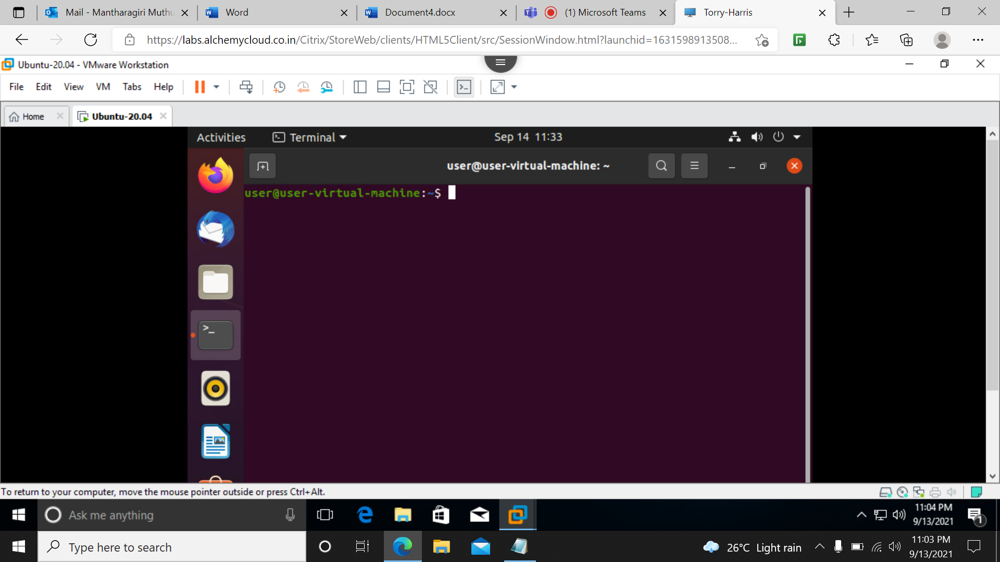 Mail - Mantharagiri Muthu
Word
Document4.docx
(1) Microsoft Teams
Torry-Harris
https://labs.alchemycloud.co.in/Citrix/StoreWeb/clients/HTML5Client/src/SessionWindow.html?launchid=1631598913508...
Ubuntu-20.04 - VMware Workstation
File Edit View VM Tabs Help
Home
Ubuntu-20.04
Activities
Terminal
Sep 14 11:33
user@user-virtual-machine: ~
user@user-virtual-machine:~$
To return to your computer, move the mouse pointer outside or press Ctrl+Alt.
Ask me anything
11:04 PM
9/13/2021
1
Type here to search
26°C Light rain
11:03 PM
9/13/2021